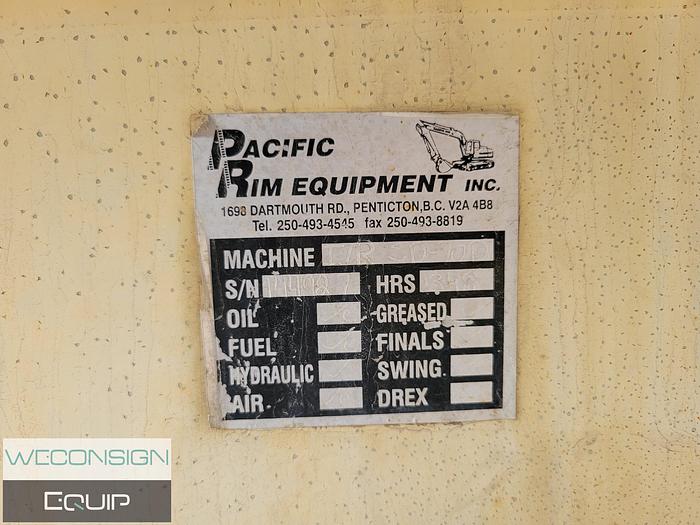 PACIFIC
RIM EQUIPMENT INC.
1698 DARTMOUTH RD., PENTICTON, B.C. V2A 4B8
Tel. 250-493-4545 fax 250-493-8819
MACHINE
S/N HRS
OIL GREASED
FUEL FINALS
HYDRAULIC SWING
AIR DREX
WECONSIGN
EQUIP